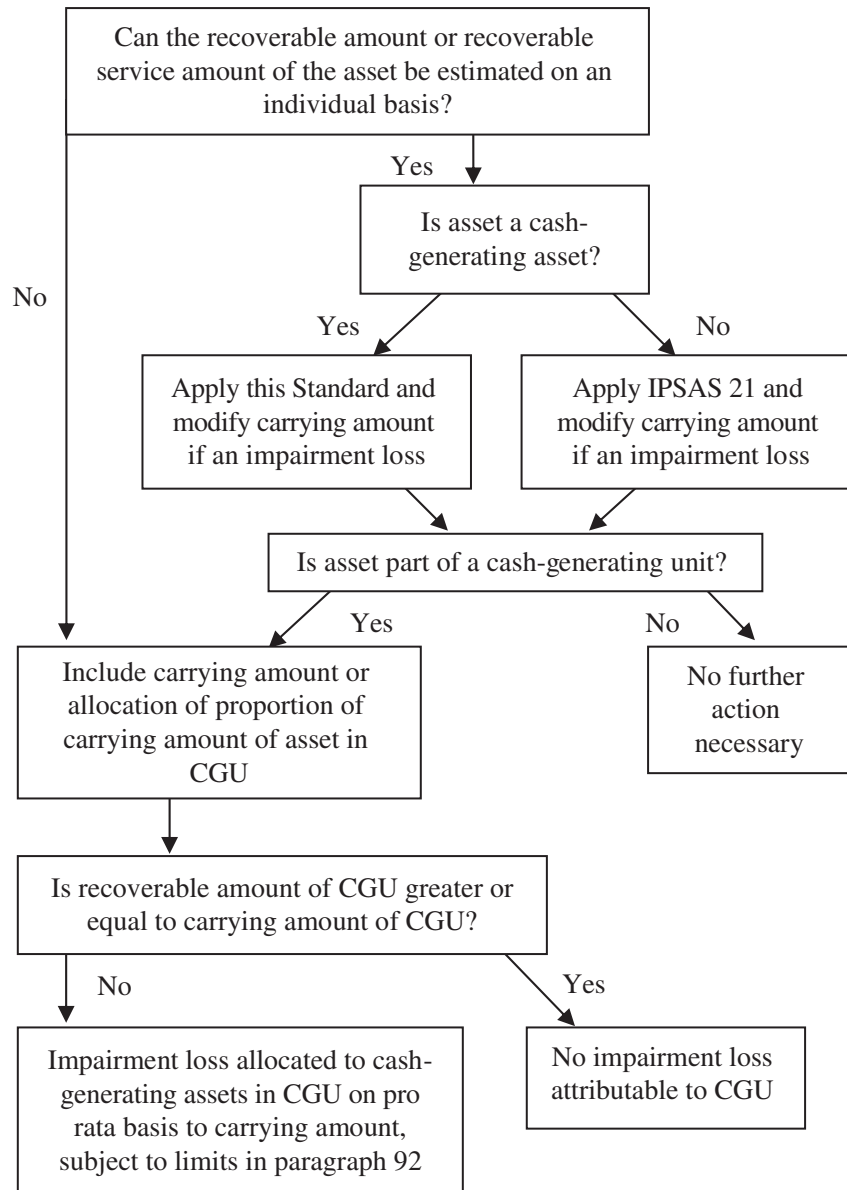 Can the recoverable amount or recoverable
service amount of the asset be estimated on an
individual basis?
Yes
Is asset a cash-
generating asset?
No
Yes
No
Apply this Standard and
modify carrying amount
if an impairment loss
Apply IPSAS 21 and
modify carrying amount
if an impairment loss
Is asset part of a cash-generating unit?
Yes
No
Include carrying amount or
allocation of proportion of
carrying amount of asset in
CGU
No further
action
necessary
Is recoverable amount of CGU greater or
equal to carrying amount of CGU?
No
Yes
Impairment loss allocated to cash-
generating assets in CGU on pro
rata basis to carrying amount,
subject to limits in paragraph 92
No impairment loss
attributable to CGU